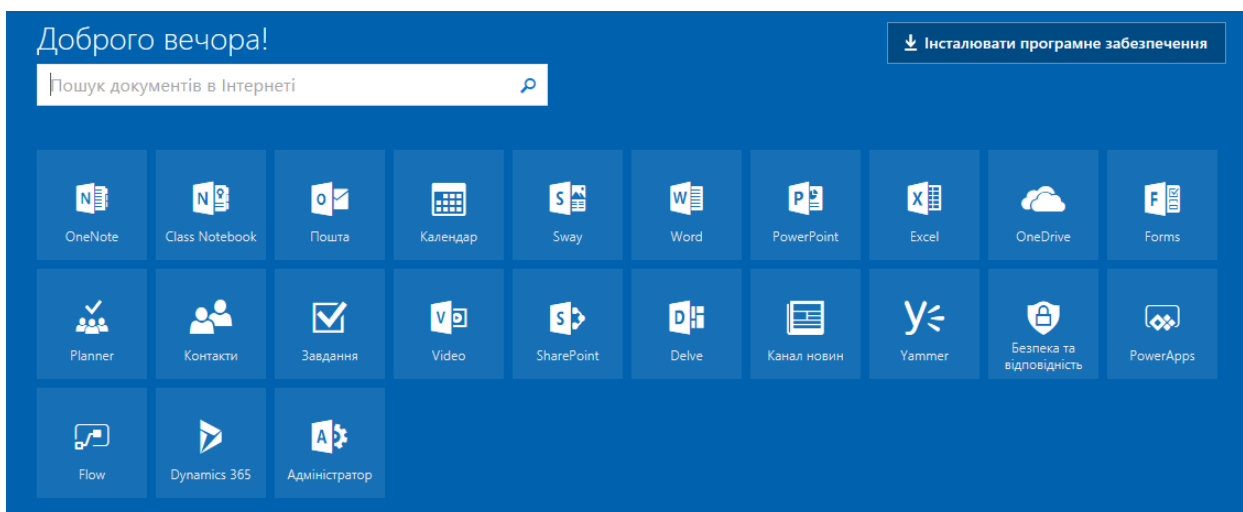 Доброго вечора!
Інсталювати програмне забезпечення
Пошук документів в Інтернеті
OneNote
Class Notebook
Пошта
Календар
Sway
Word
PowerPoint
Excel
OneDrive
Forms
Planner
Контакти
Завдання
Video
SharePoint
Delve
Канал новин
Yammer
Безпека та
відповідність
PowerApps
Flow
Dynamics 365
Адміністратор